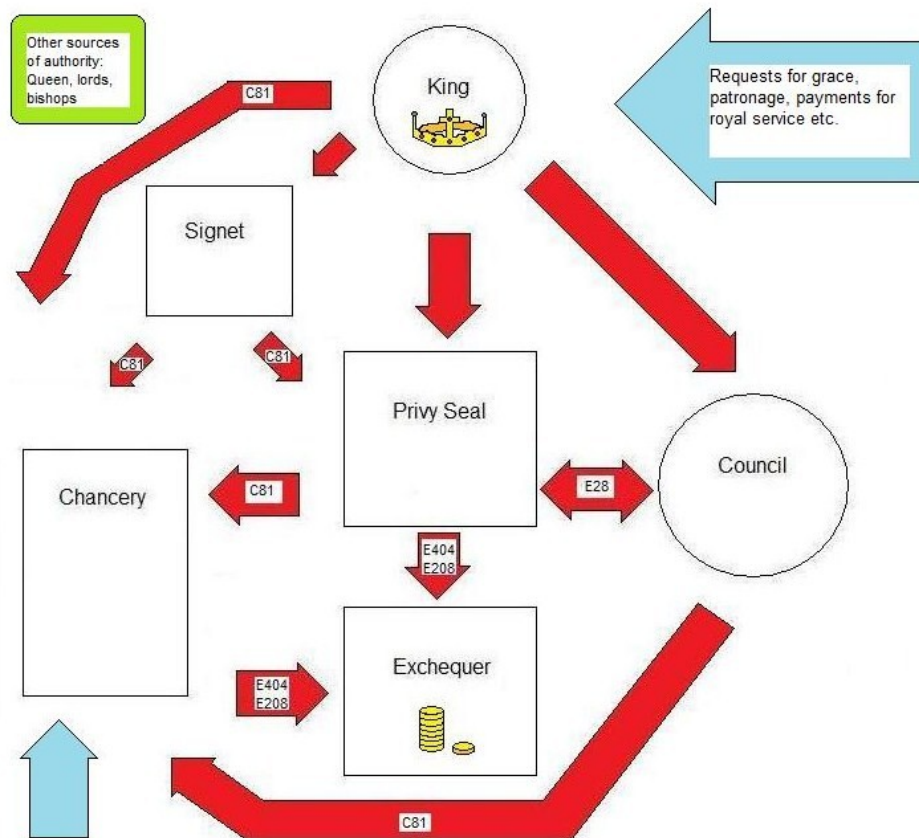 Other sources
of authority:
Queen, lords,
bishops
C81
King
Requests for grace,
patronage, payments for
royal service etc.
Signet
C81
C81
Privy Seal
Council
Chancery
C81
E28
E404
E208
Exchequer
E404
E208
C81